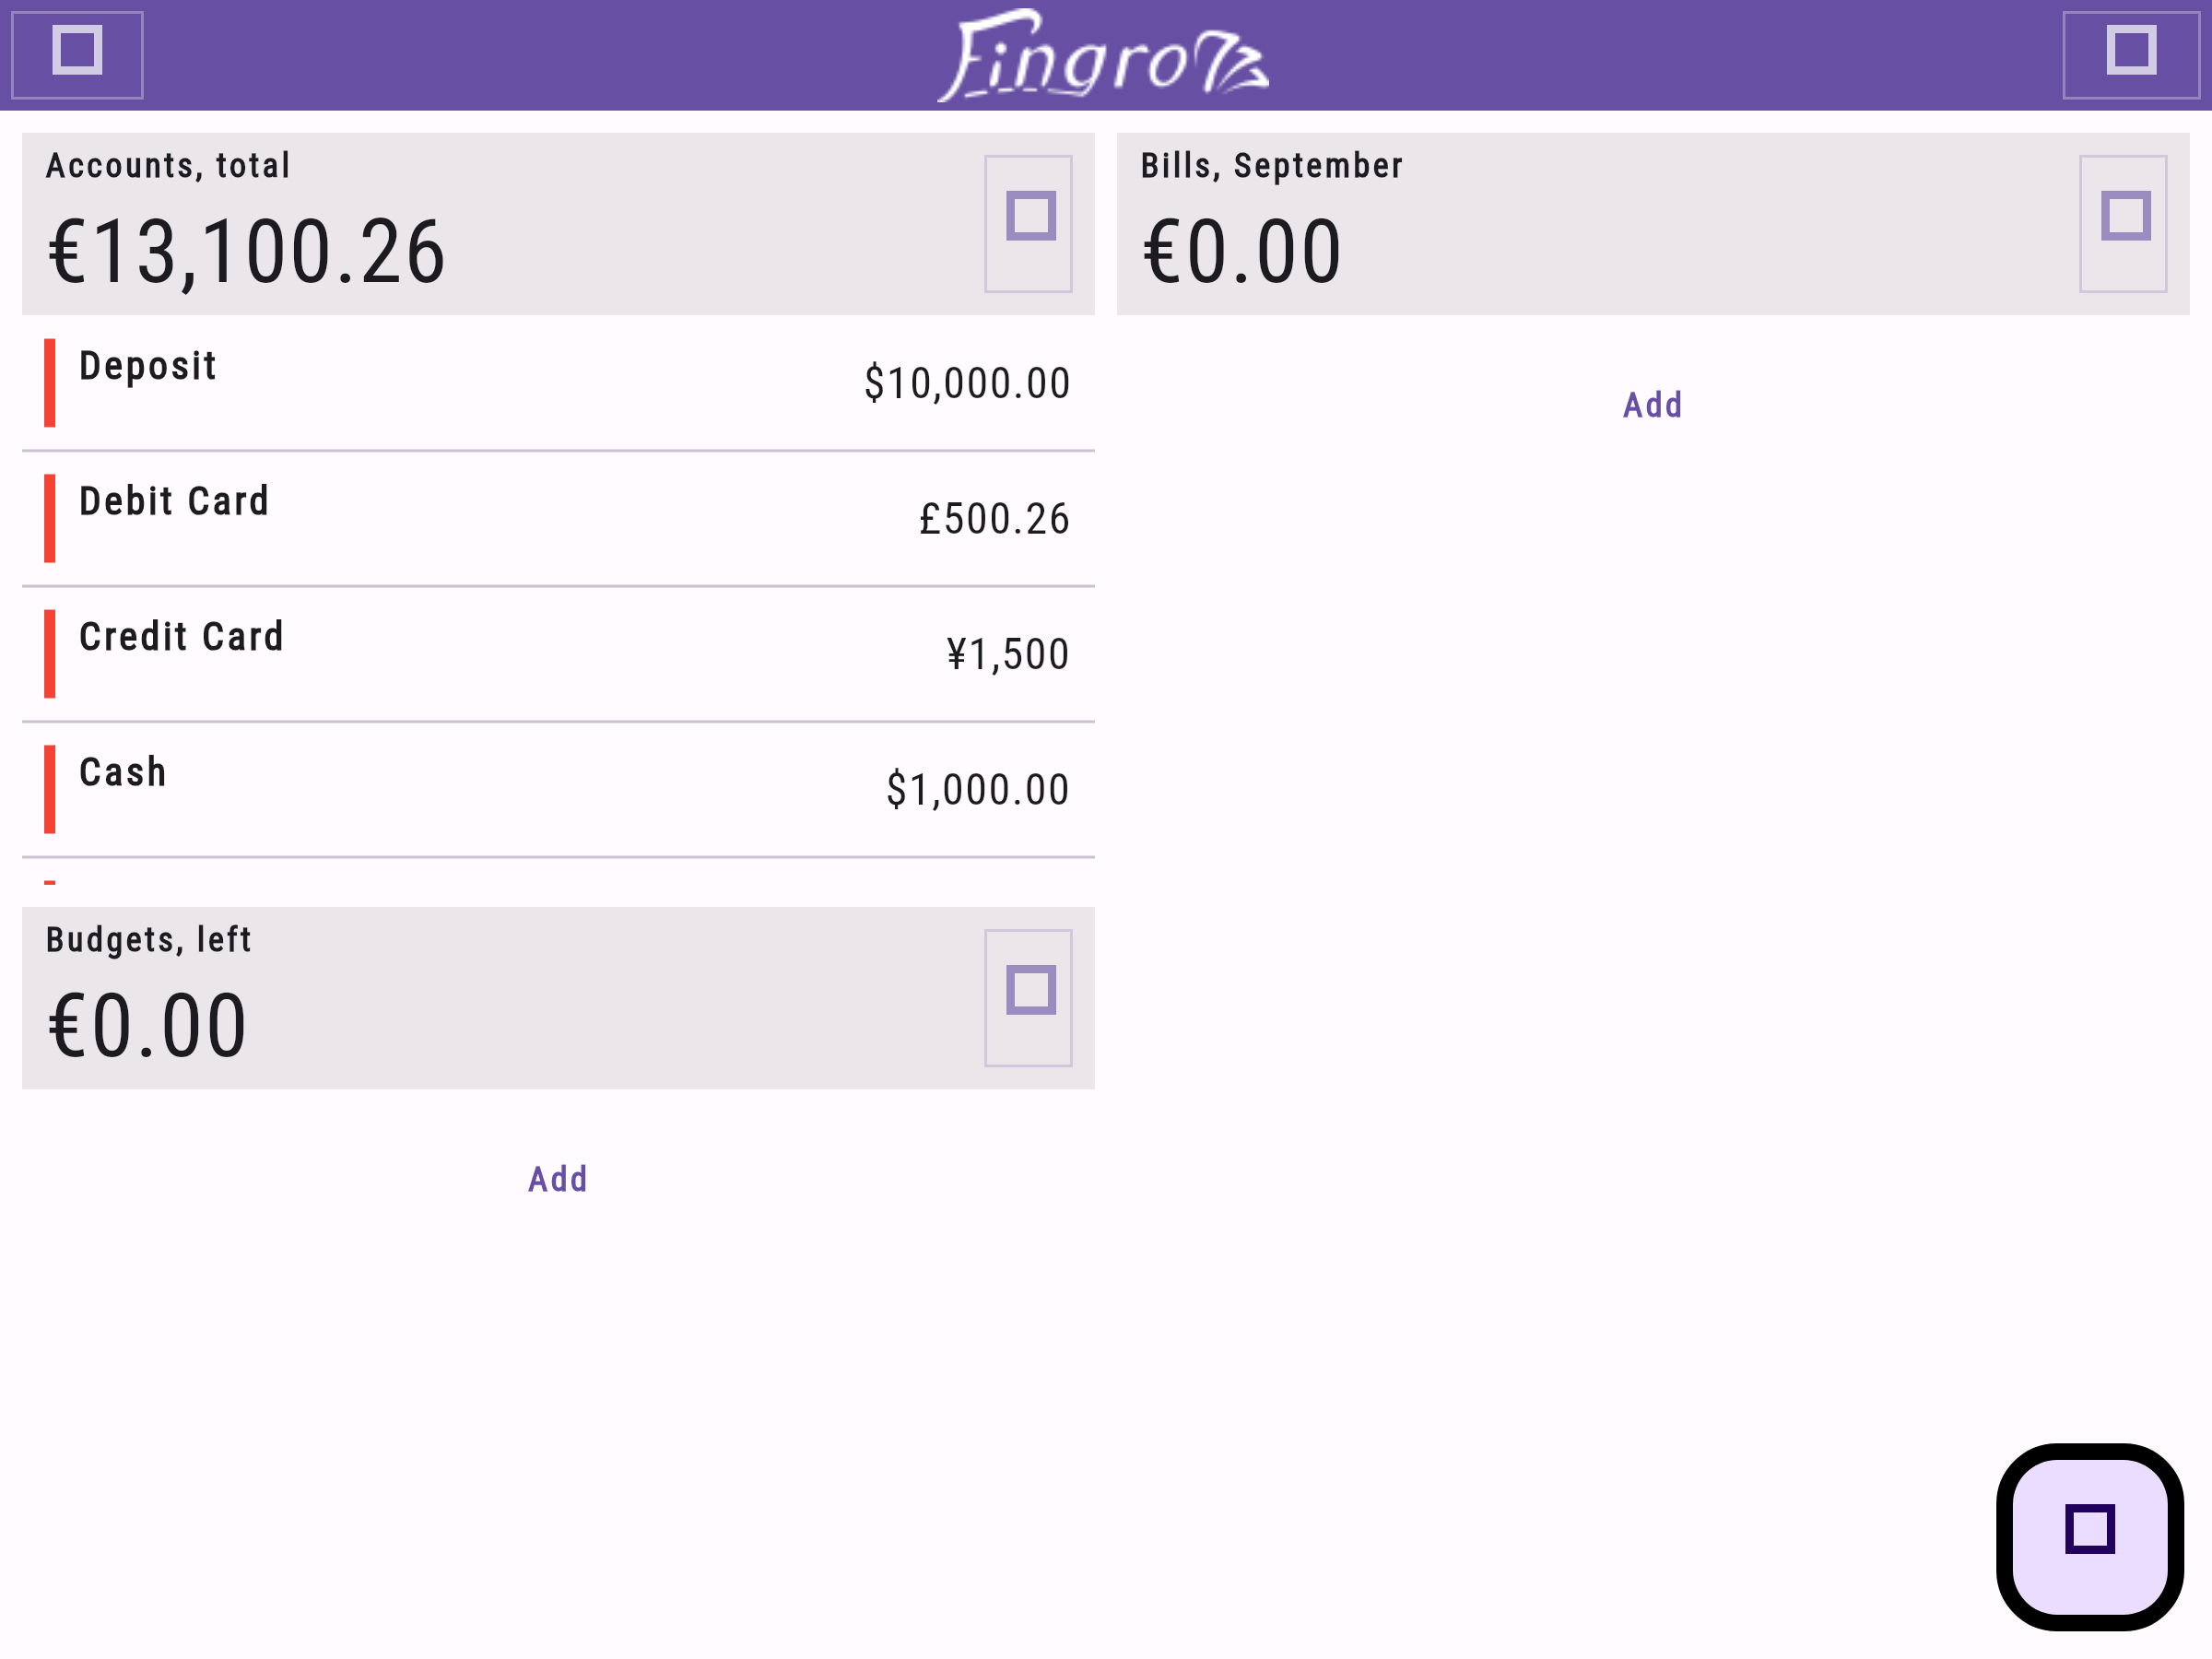 Fingrom
Accounts, total
€13,100.26
Deposit
$10,000.00
Debit Card
£500.26
Credit Card
¥1,500
Cash
$1,000.00
Budgets, left
€0.00
Add
Bills, September
€0.00
Add